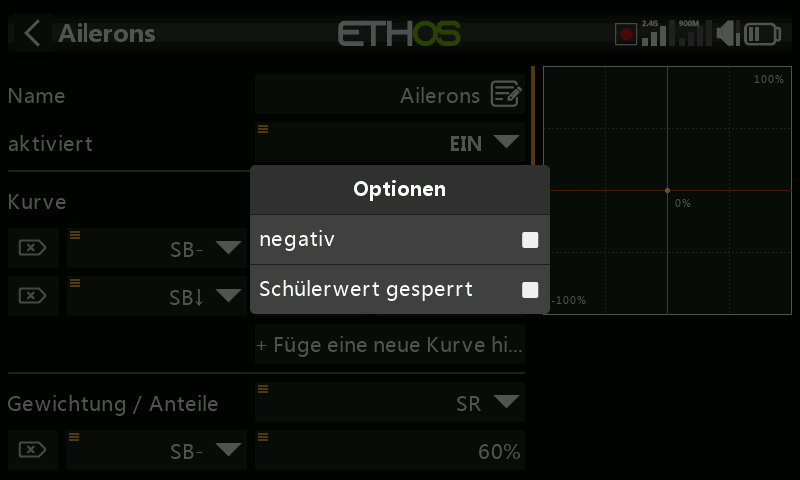 Ailerons
ETHOS
2.4G
900M
Name
Ailerons
aktiviert
EIN
100%
Optionen
Kurve
0%
negativ
SB-
Schülerwert gesperrt
SB↓
-100%
+ Füge eine neue Kurve hi...
Gewichtung / Anteile
SR
SB-
60%